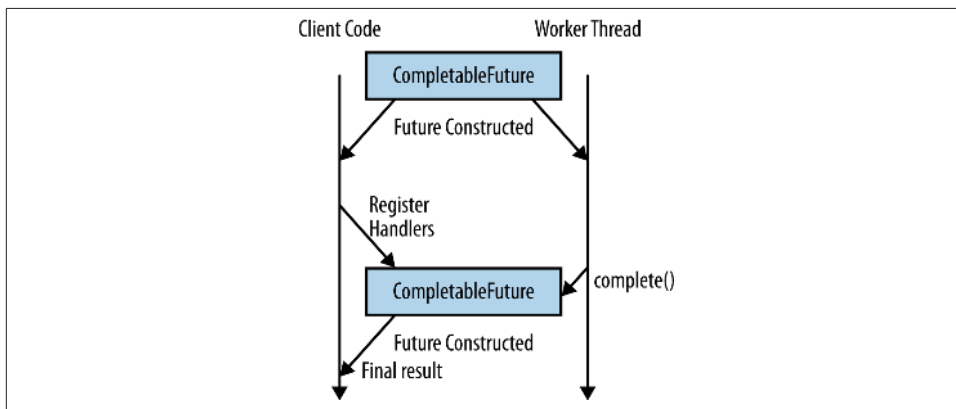 Client Code
Worker Thread
CompletableFuture
Future Constructed
Register
Handlers
CompletableFuture
complete()
Future Constructed
Final result